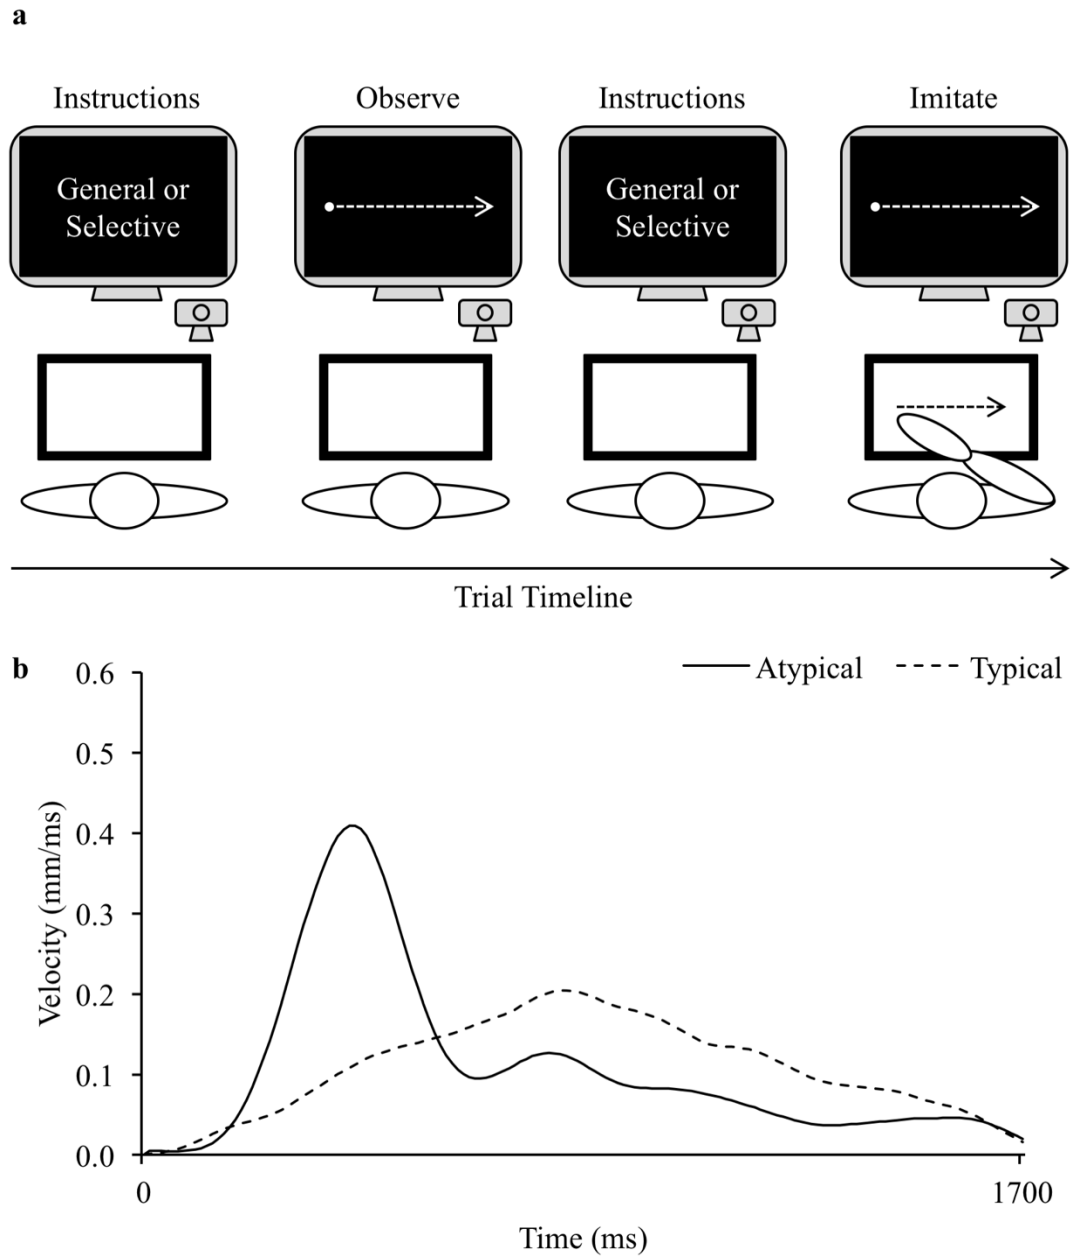 a
Instructions
Observe
Instructions
Imitate
General or
Selective
General or
Selective
Trial Timeline
b
Atypical
Typical
0.6
0.5
0.4
0.3
0.2
0.1
0.0
Velocity (mm/ms)
0
1700
Time (ms)